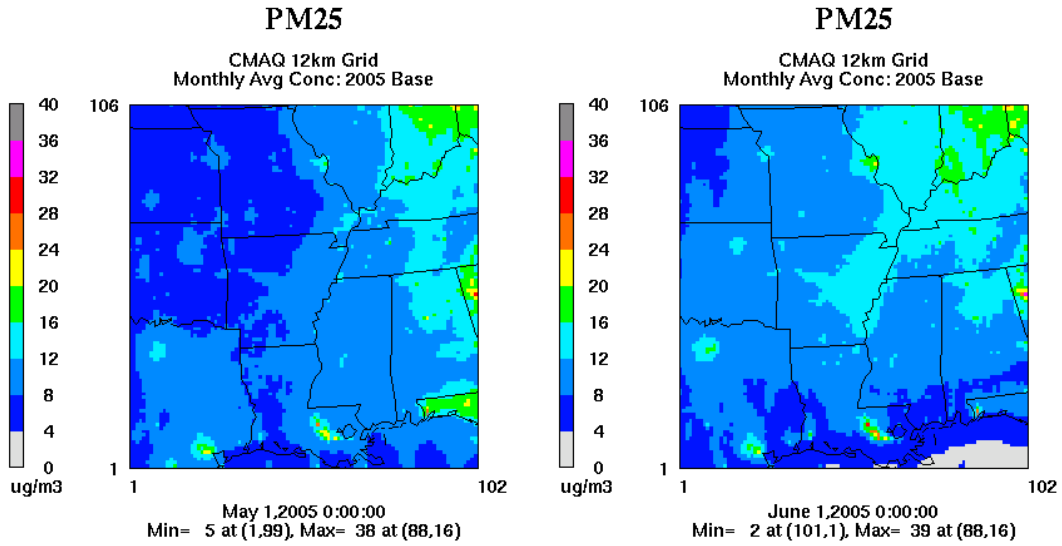 PM25
CMAQ 12km Grid
Monthly Avg Conc: 2005 Base
40
36
32
28
24
20
16
12
8
4
0
ug/m3
106
1
1
102
May 1,2005 0:00:00
Min= 5 at (1,99), Max= 38 at (88,16)
PM25
CMAQ 12km Grid
Monthly Avg Conc: 2005 Base
40
36
32
28
24
20
16
12
8
4
0
ug/m3
106
1
1
102
June 1,2005 0:00:00
Min= 2 at (101,1), Max= 39 at (88,16)